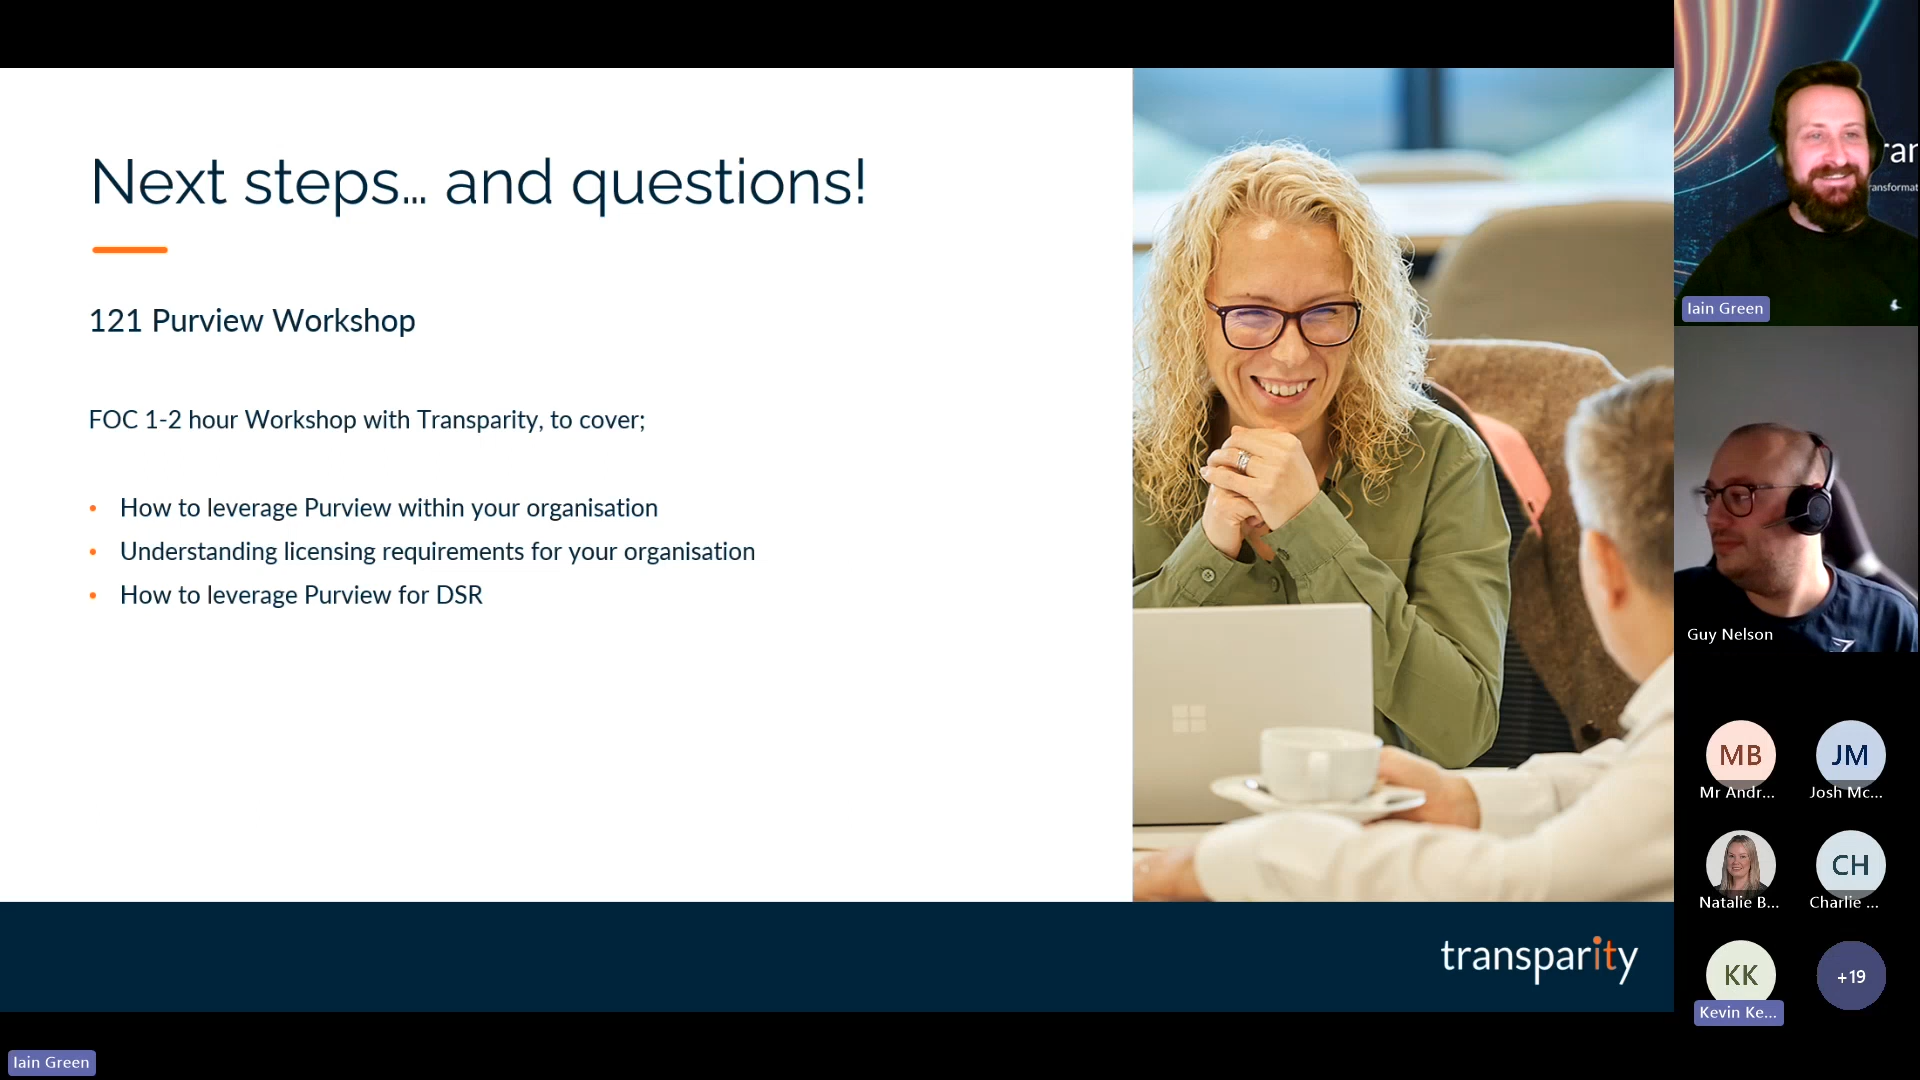 Next steps… and questions!
121 Purview Workshop
FOC 1-2 hour Workshop with Transparity, to cover;
• How to leverage Purview within your organisation
• Understanding licensing requirements for your organisation
• How to leverage Purview for DSR
transparity
Iain Green
ran
ransformat
Iain Green
Guy Nelson
MB
Mr Andr...
JM
Josh Mc...
Natalie B...
CH
Charlie ...
KK
Kevin Ke...
+19